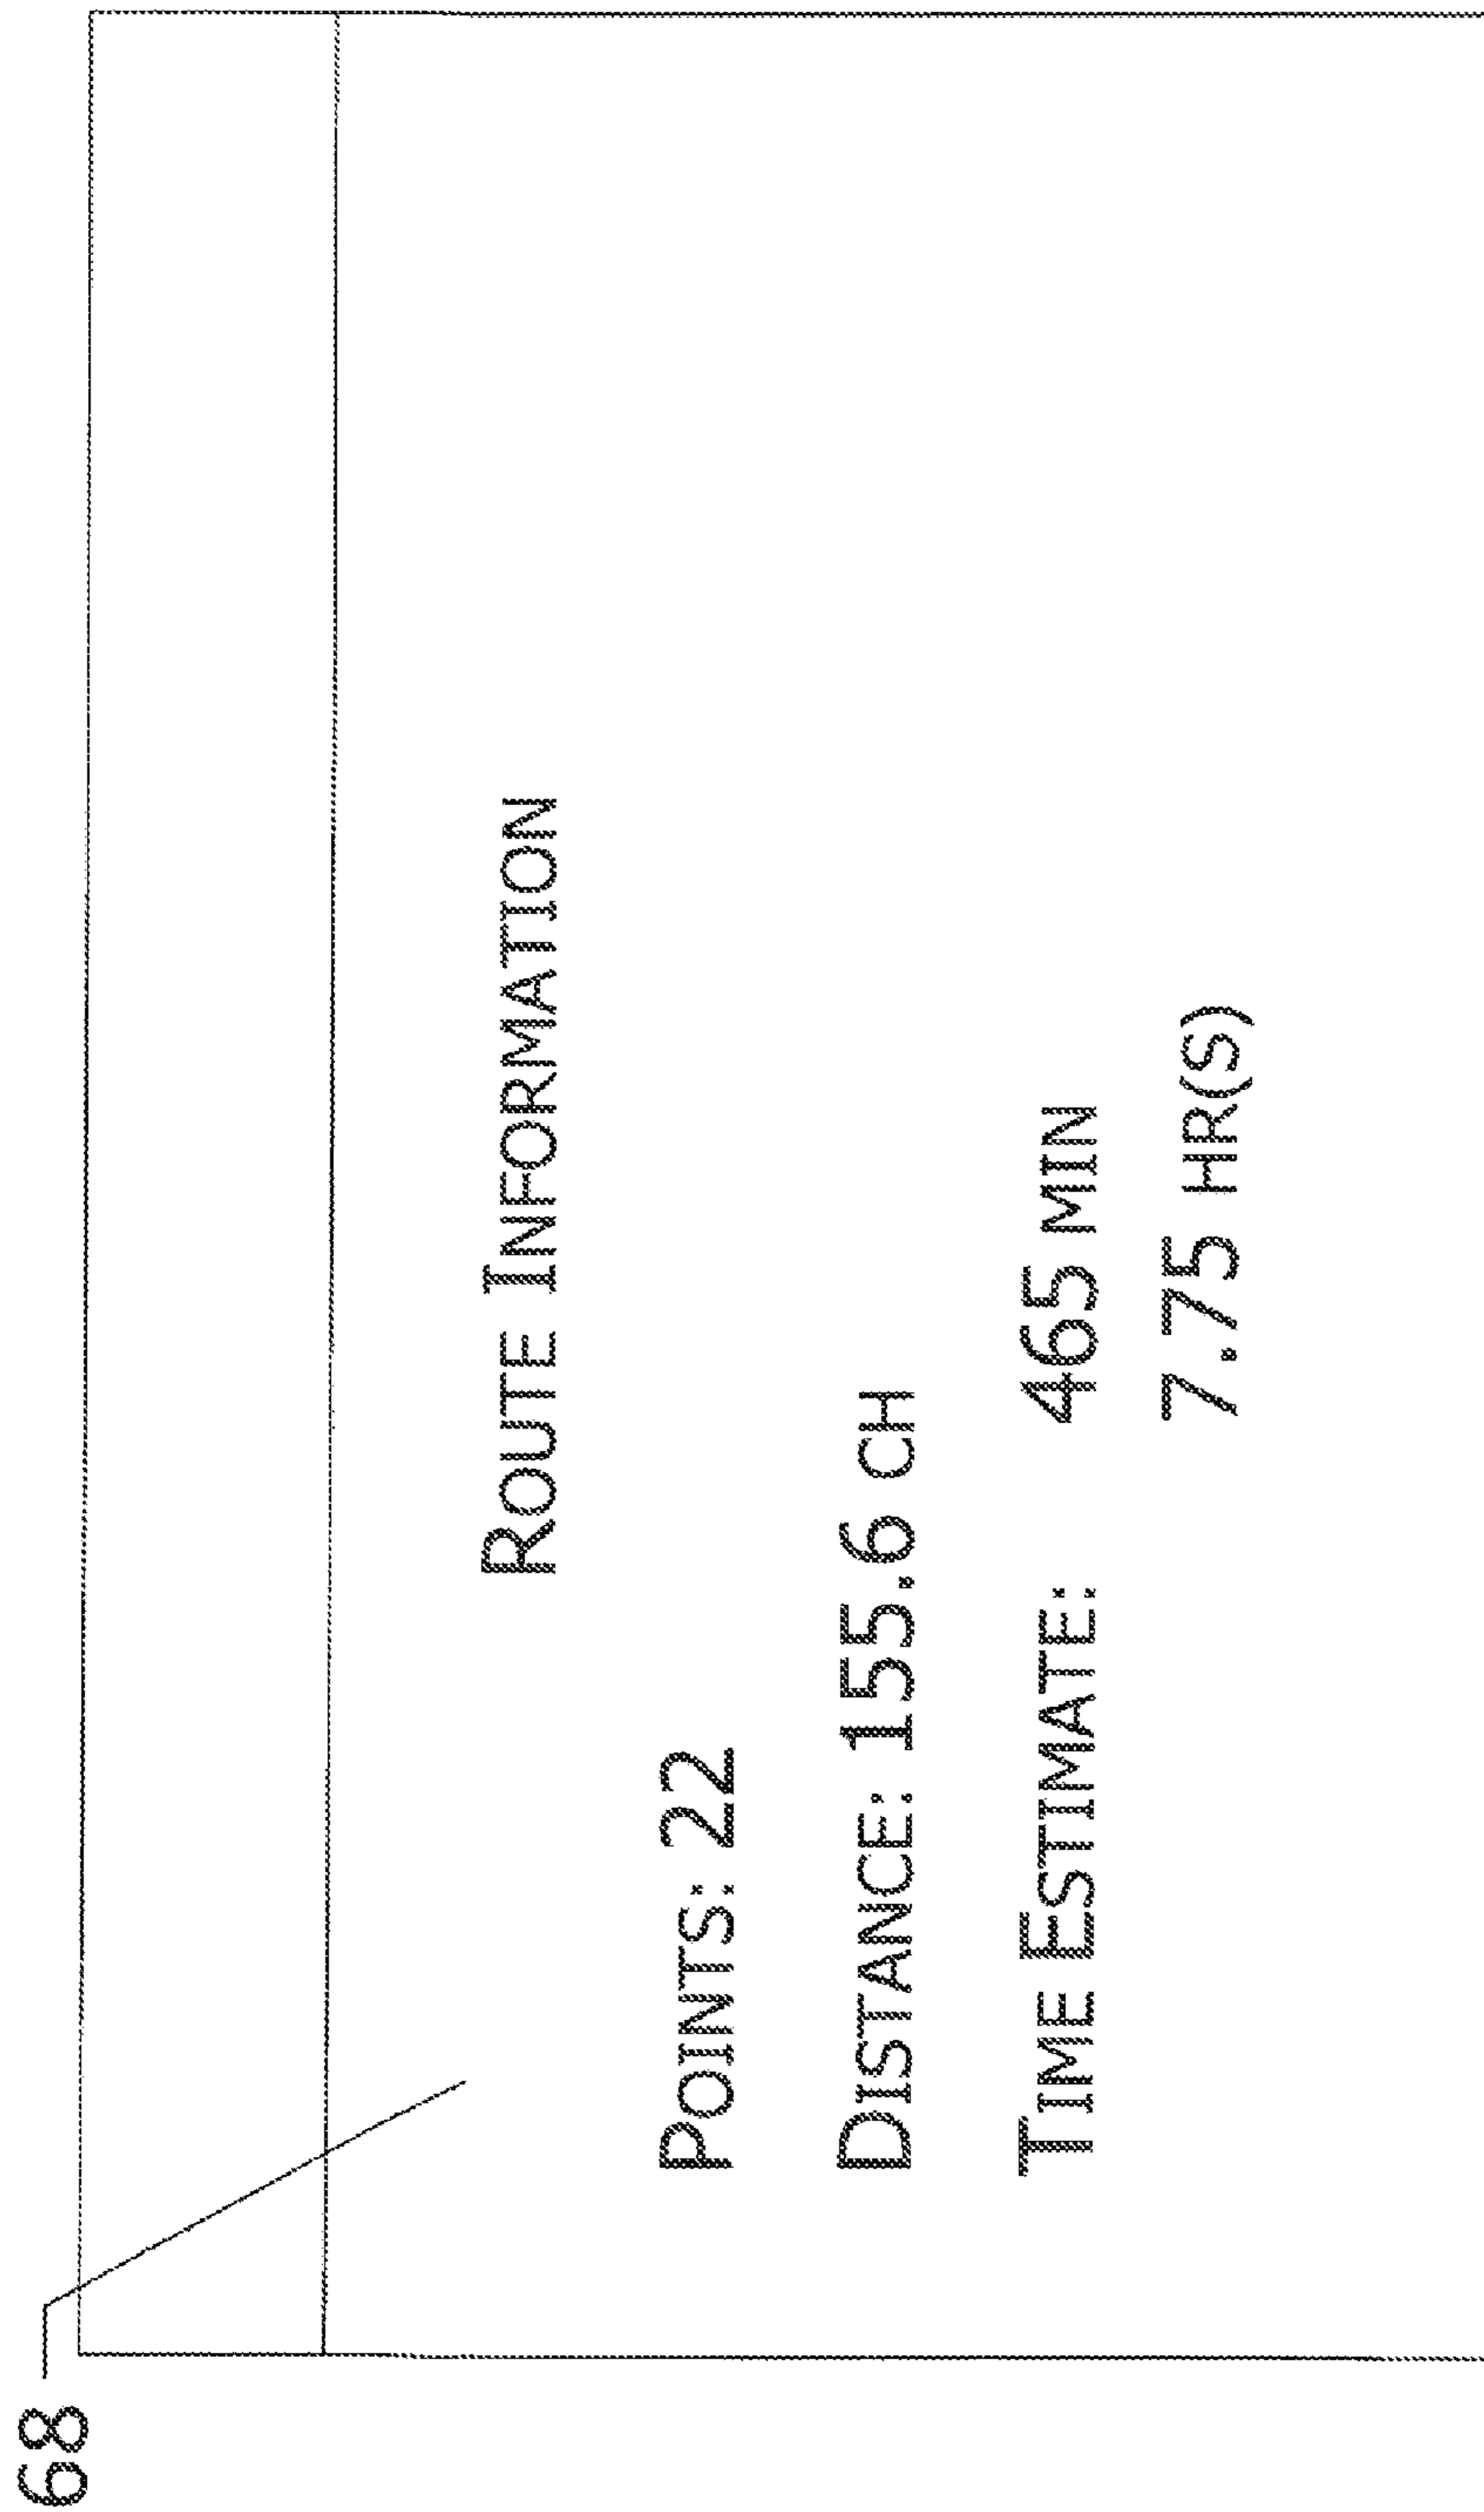 68
ROUTE INFORMATION
POINTS: 22
DISTANCE: 155.6 CH
TIME ESTIMATE: 465 MIN
7.75 HR(S)